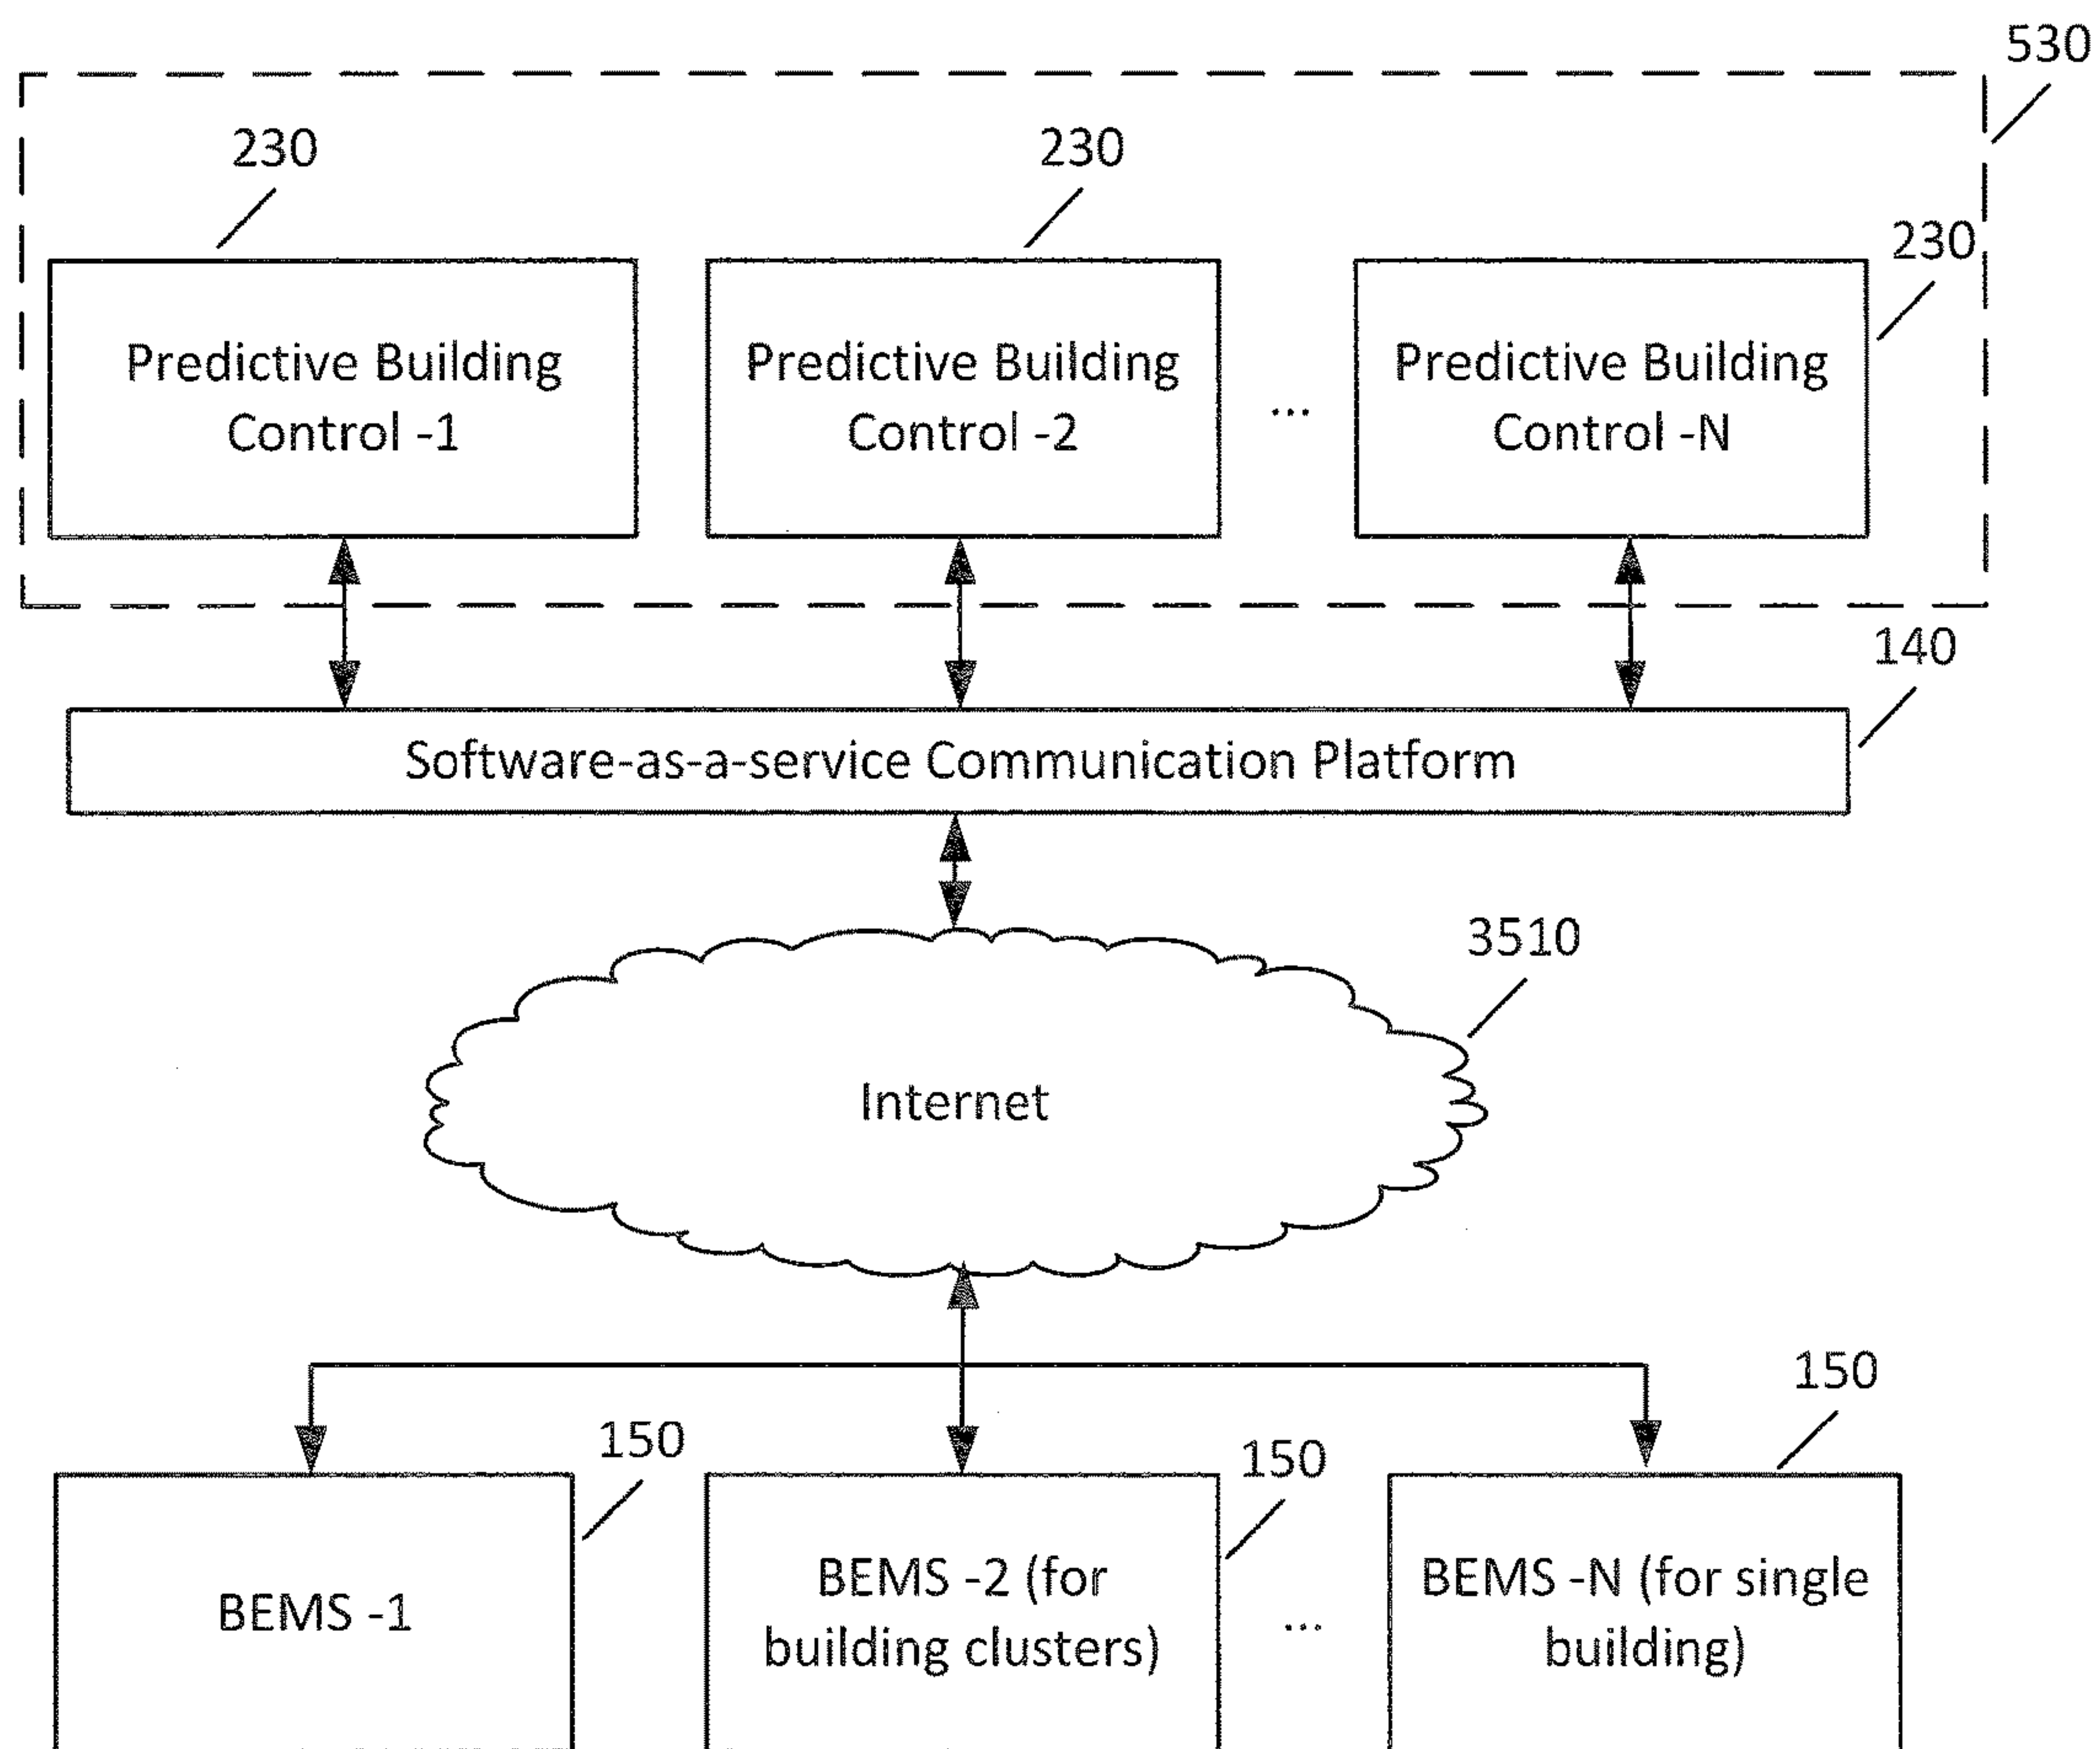 530
230
230
230
Predictive Building
Control -1
Predictive Building
Control -2
...
Predictive Building
Control -N
140
Software-as-a-service Communication Platform
3510
Internet
150
150
150
BEMS -1
BEMS -2 (for
building clusters)
...
BEMS -N (for single
building)